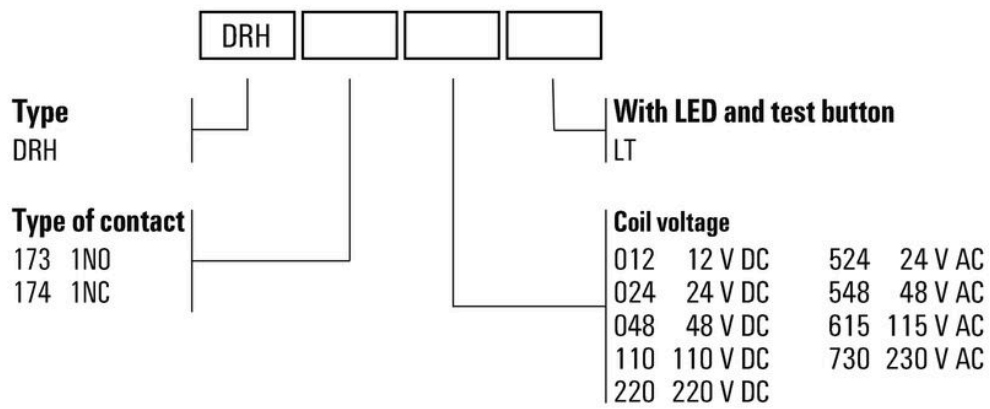 DRH
Type
DRH
With LED and test button
LT
Type of contact
173 1NO
174 1NC
Coil voltage
012 12 V DC 524 24 V AC
024 24 V DC 548 48 V AC
048 48 V DC 615 115 V AC
110 110 V DC 730 230 V AC
220 220 V DC